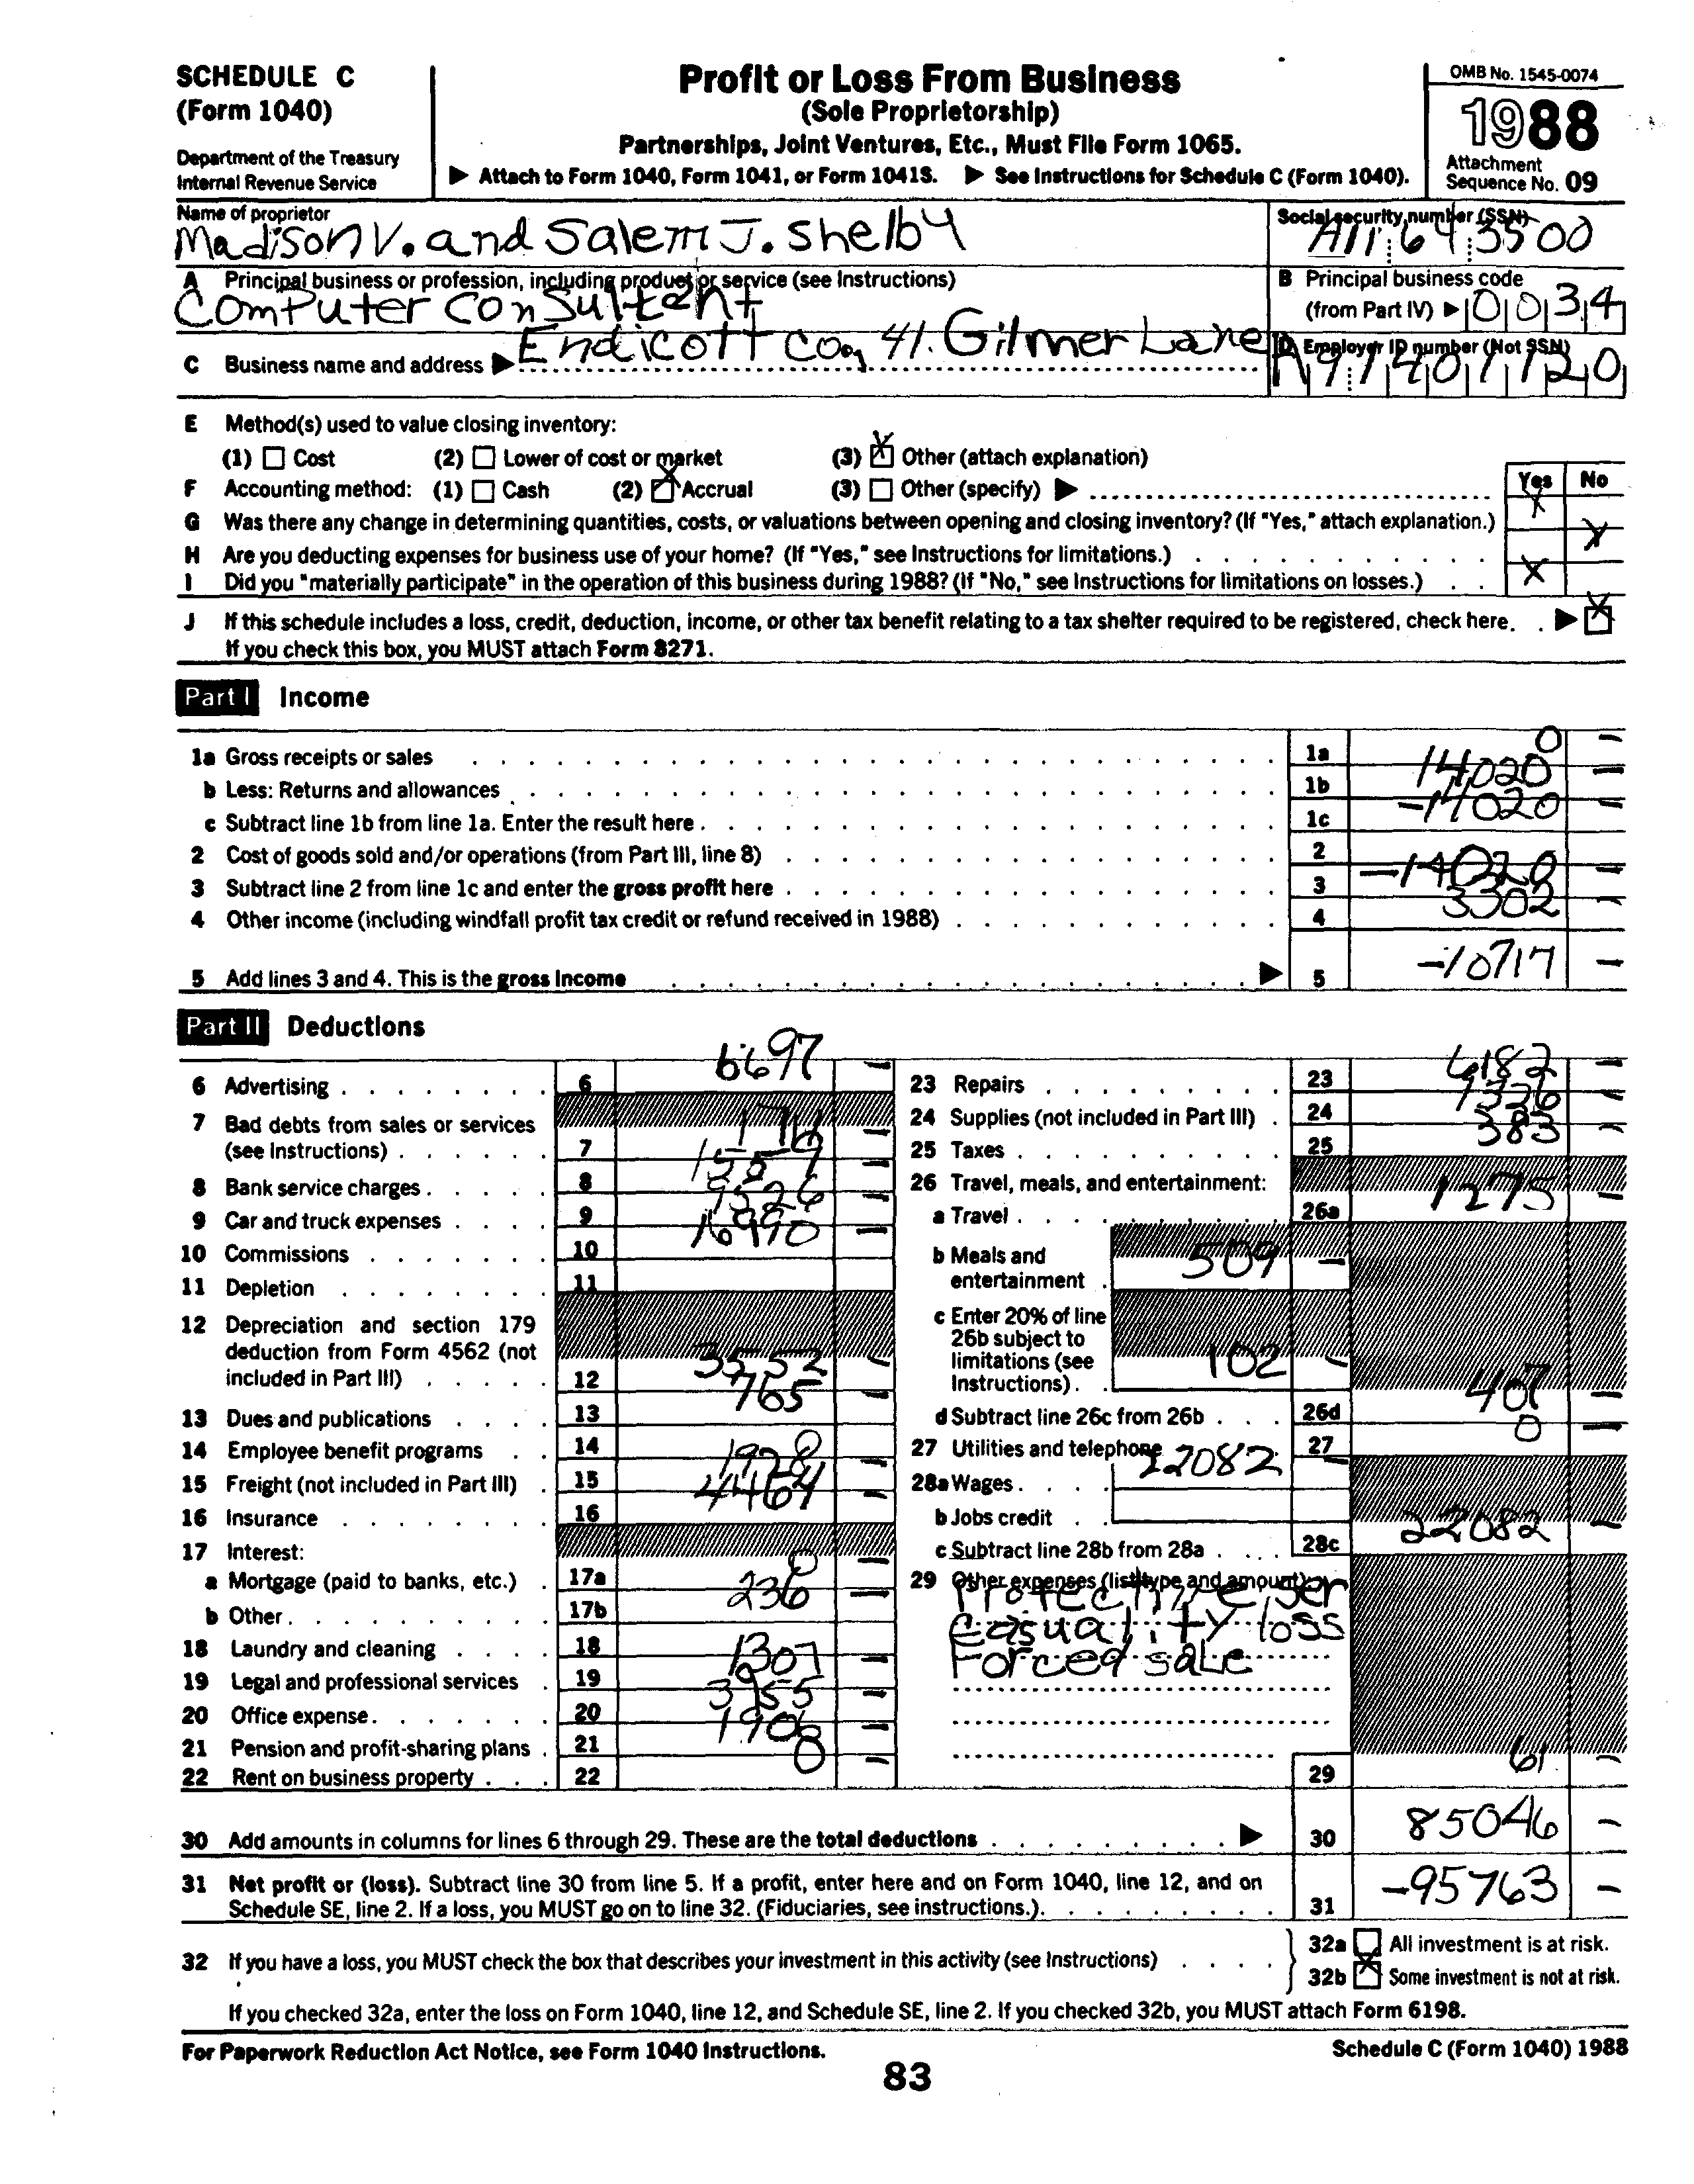 SCHEDULE C
(Form 1040)
Department of the Treasury
Internal Revenue Service
Profit or Loss From Business
(Sole Proprietorship)
Partnerships, Joint Ventures, Etc., Must File Form 1065.
▶ Attach to Form 1040, Form 1041, or Form 1041S. ▶ See Instructions for Schedule C (Form 1040).
OMB No. 1545-0074
1988
Attachment
Sequence No. 09
Name of proprietor
Madison V. and Salem J. Shelby
Social security number (SSN)
A11 64 3500
A Principal business or profession, including product or service (see Instructions)
Computer Consultant
B Principal business code
(from Part IV) ▶ 0034
C Business name and address ▶ Endicott Co., 41. Gilmer Lane
D Employer ID number (Not SSN)
E Method(s) used to value closing inventory:
(1) Cost (2) Lower of cost or market (3) X Other (attach explanation)
F Accounting method: (1) Cash (2) X Accrual (3) Other (specify) ▶
Yes No
G Was there any change in determining quantities, costs, or valuations between opening and closing inventory? (If "Yes," attach explanation.) X
H Are you deducting expenses for business use of your home? (If "Yes," see Instructions for limitations.) X
I Did you "materially participate" in the operation of this business during 1988? (If "No," see Instructions for limitations on losses.) X
J If this schedule includes a loss, credit, deduction, income, or other tax benefit relating to a tax shelter required to be registered, check here. ▶ X
If you check this box, you MUST attach Form 8271.
Part I Income
1a Gross receipts or sales 1a 0 –
b Less: Returns and allowances 1b 14020 –
c Subtract line 1b from line 1a. Enter the result here 1c -14020 –
2 Cost of goods sold and/or operations (from Part III, line 8) 2
3 Subtract line 2 from line 1c and enter the gross profit here 3 -14020 –
4 Other income (including windfall profit tax credit or refund received in 1988) 4 3302 –
5 Add lines 3 and 4. This is the gross income ▶ 5 -10717 –
Part II Deductions
6 Advertising 6 6697 –
7 Bad debts from sales or services
(see Instructions) 7 –
8 Bank service charges 8 –
9 Car and truck expenses 9 9526
10 Commissions 10 16990 –
11 Depletion 11
12 Depreciation and section 179
deduction from Form 4562 (not
included in Part III) 12 3552 –
13 Dues and publications 13 765
14 Employee benefit programs 14 0
15 Freight (not included in Part III) 15 1928 –
16 Insurance 16 4464 –
17 Interest:
a Mortgage (paid to banks, etc.) 17a 0 –
b Other 17b 236
18 Laundry and cleaning 18
19 Legal and professional services 19 1307 –
20 Office expense 20 3955 –
21 Pension and profit-sharing plans 21 1906 –
22 Rent on business property 22 0 –
23 Repairs 23 6182 –
24 Supplies (not included in Part III) 24 1326 –
25 Taxes 25 383 –
26 Travel, meals, and entertainment:
a Travel 26a 1275 –
b Meals and
entertainment 509 –
c Enter 20% of line
26b subject to
limitations (see
Instructions) 102 –
d Subtract line 26c from 26b 26d 407 –
27 Utilities and telephone 27 0 –
28a Wages 22082 –
b Jobs credit
c Subtract line 28b from 28a 28c 22082 –
29 Other expenses (list type and amount):
Protective ser
Casuality loss
Forced sale
29 61 –
30 Add amounts in columns for lines 6 through 29. These are the total deductions ▶ 30 85046 –
31 Net profit or (loss). Subtract line 30 from line 5. If a profit, enter here and on Form 1040, line 12, and on
Schedule SE, line 2. If a loss, you MUST go on to line 32. (Fiduciaries, see instructions.) 31 -95763 –
32 If you have a loss, you MUST check the box that describes your investment in this activity (see Instructions)
32a All investment is at risk.
32b X Some investment is not at risk.
If you checked 32a, enter the loss on Form 1040, line 12, and Schedule SE, line 2. If you checked 32b, you MUST attach Form 6198.
For Paperwork Reduction Act Notice, see Form 1040 Instructions.
Schedule C (Form 1040) 1988
83